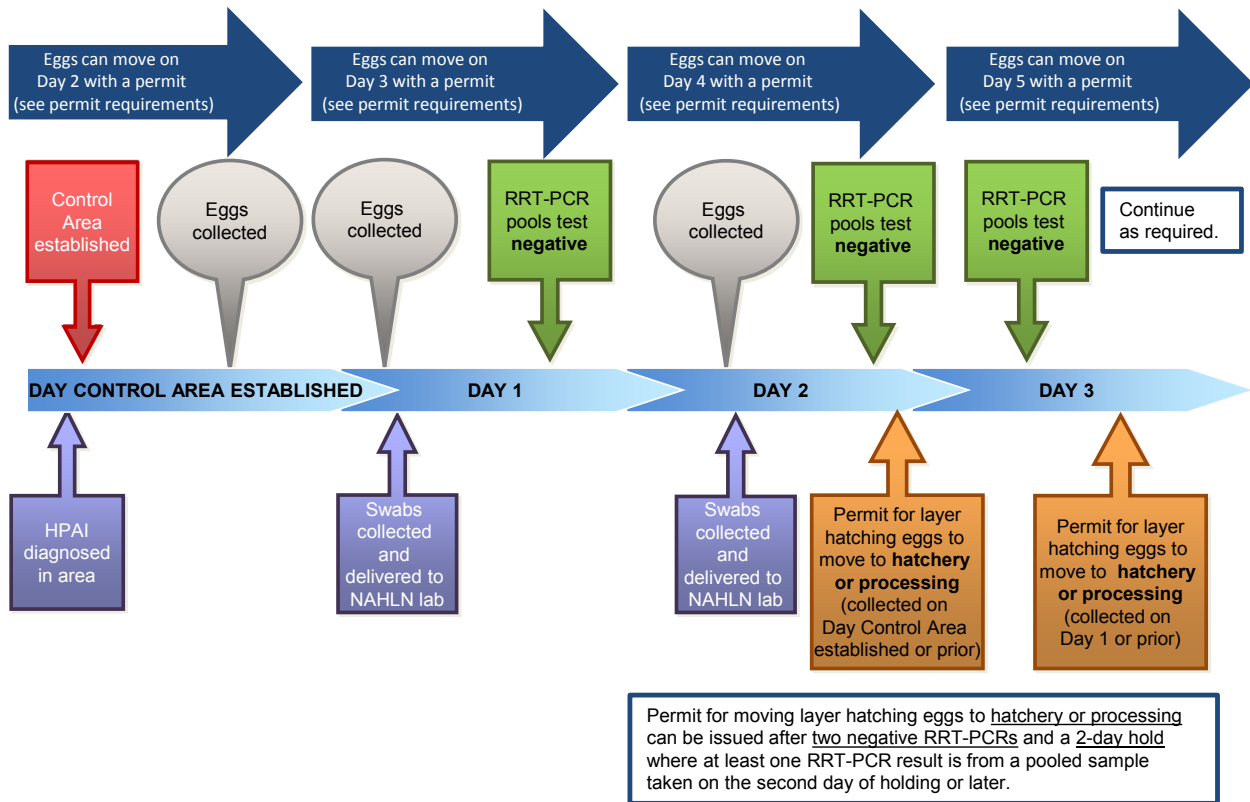 Eggs can move on
Day 2 with a permit
(see permit requirements)
Eggs can move on
Day 3 with a permit
(see permit requirements)
Eggs can move on
Day 4 with a permit
(see permit requirements)
Eggs can move on
Day 5 with a permit
(see permit requirements)
Control
Area
established
Eggs
collected
Eggs
collected
RRT-PCR
pools test
negative
Eggs
collected
RRT-PCR
pools test
negative
RRT-PCR
pools test
negative
Continue
as required.
DAY CONTROL AREA ESTABLISHED
DAY 1
DAY 2
DAY 3
HPAI
diagnosed
in area
Swabs
collected
and
delivered to
NAHLN lab
Swabs
collected
and
delivered to
NAHLN lab
Permit for layer
hatching eggs to
move to hatchery
or processing
(collected on
Day Control Area
established or prior)
Permit for layer
hatching eggs to
move to hatchery
or processing
(collected on
Day 1 or prior)
Permit for moving layer hatching eggs to hatchery or processing
can be issued after two negative RRT-PCRs and a 2-day hold
where at least one RRT-PCR result is from a pooled sample
taken on the second day of holding or later.